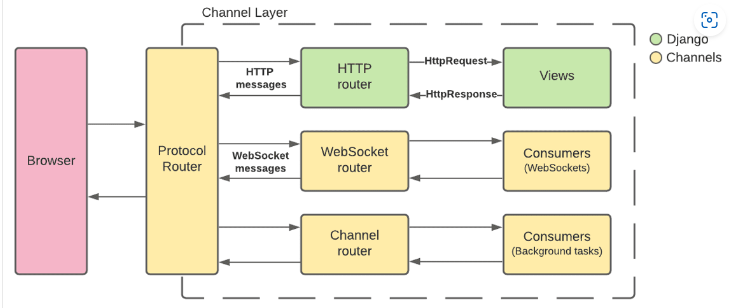 Channel Layer
Django
Channels
Browser
Protocol
Router
HTTP
messages
HTTP
router
HttpRequest
HttpResponse
Views
WebSocket
messages
WebSocket
router
Consumers
(WebSockets)
Channel
router
Consumers
(Background tasks)